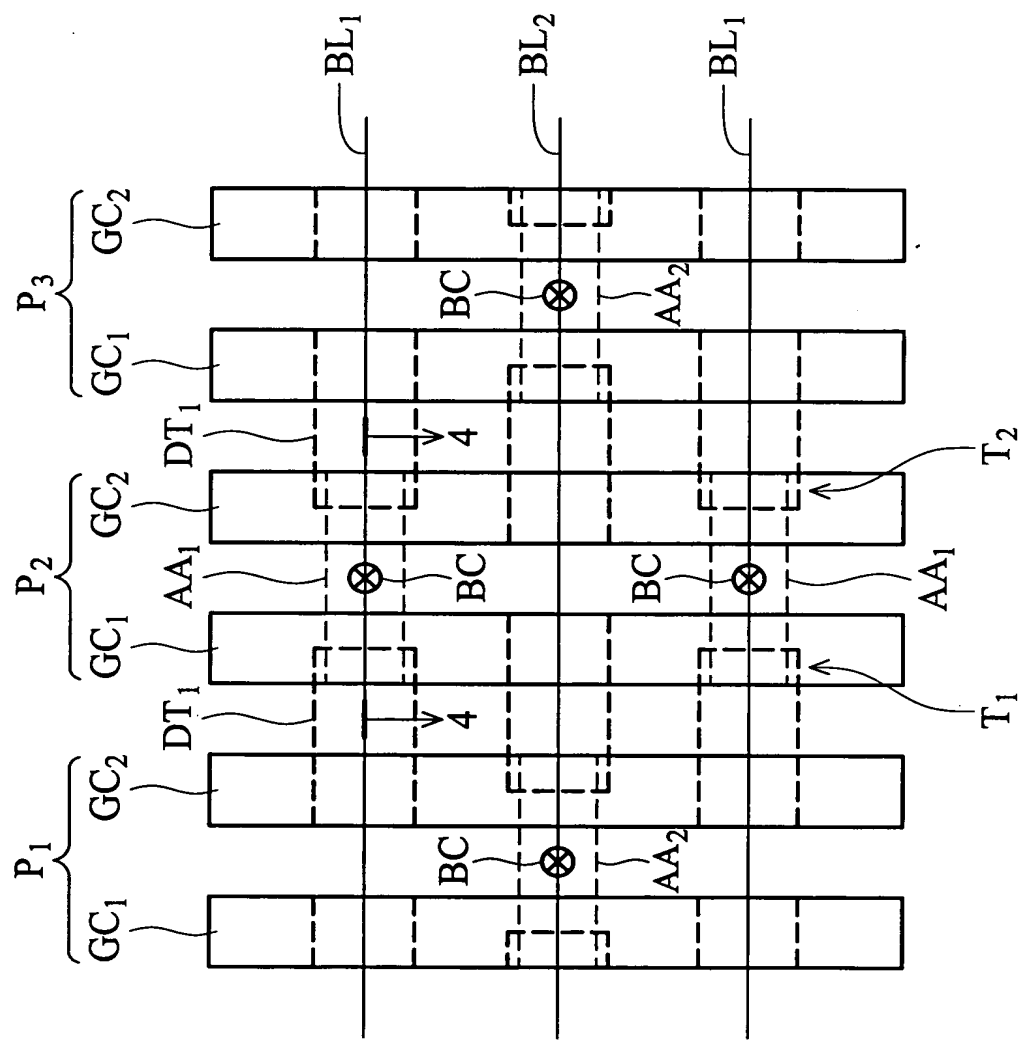 P1 P2 P3
GC1 GC2 GC1 GC2 GC1 GC2
DT1 AA1 DT1
BL1
4 4
BC BC
BC BC
BL2
AA2 AA2
BC
BL1
AA1
T1 T2